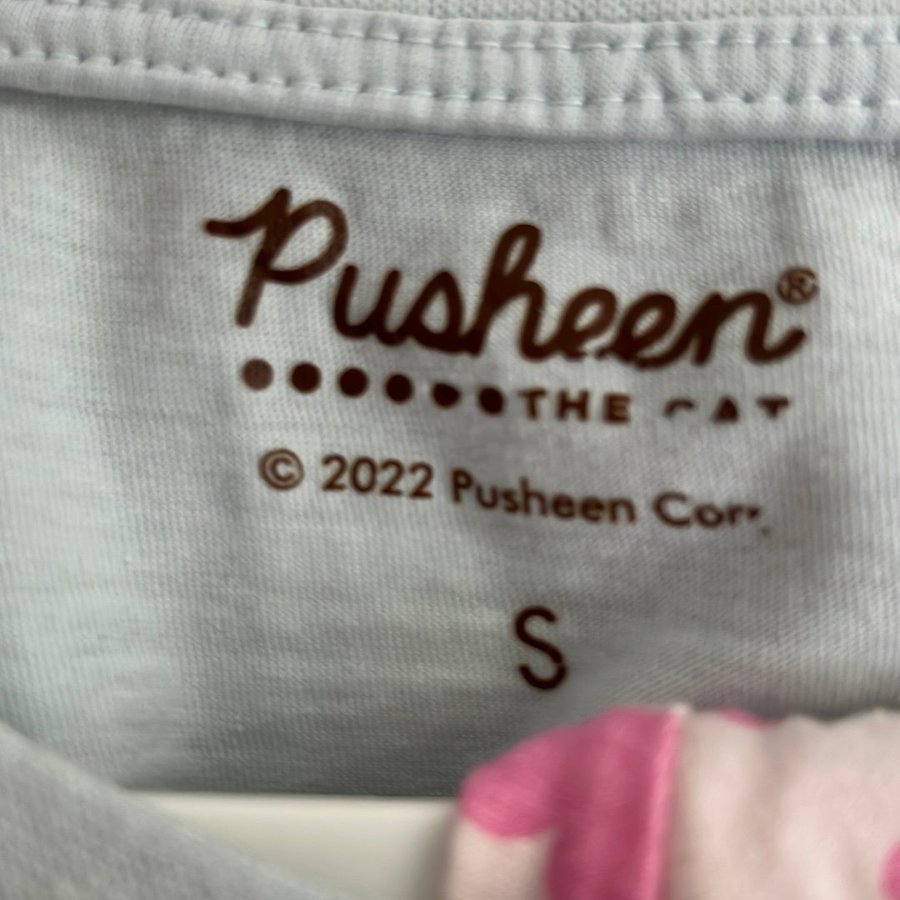 Pusheen®
THE CAT
© 2022 Pusheen Corp.
S